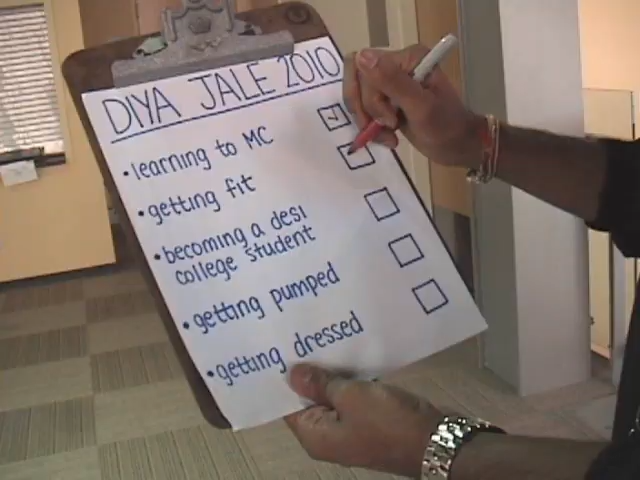 DIYA JALE 2010
• learning to MC
• getting fit
• becoming a desi
college student
• getting pumped
• getting dressed